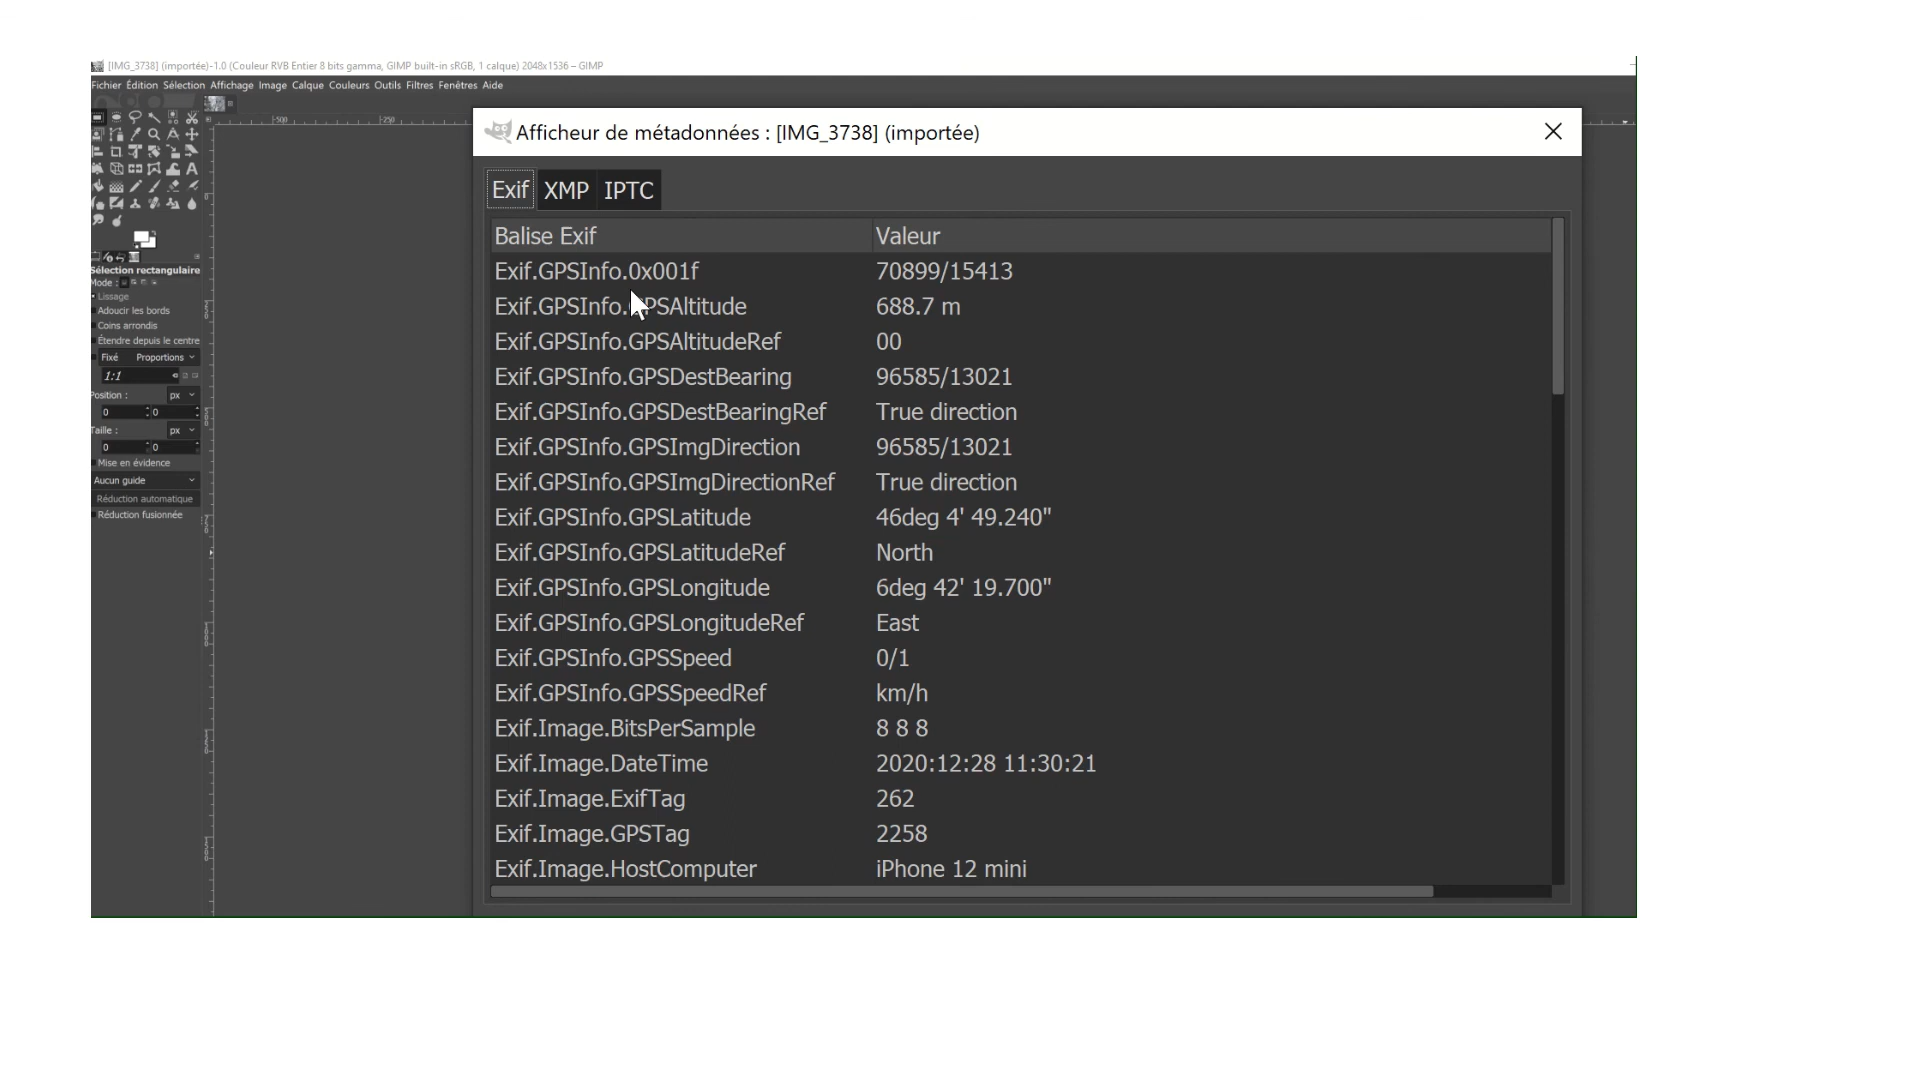 [IMG_3738] (importée)-1.0 (Couleur RVB Entier 8 bits gamma, GIMP built-in sRGB, 1 calque) 2048x1536 – GIMP
Fichier Édition Sélection Affichage Image Calque Couleurs Outils Filtres Fenêtres Aide
Afficheur de métadonnées : [IMG_3738] (importée)
Exif XMP IPTC
Balise Exif Valeur
Exif.GPSInfo.0x001f 70899/15413
Exif.GPSInfo.GPSAltitude 688.7 m
Exif.GPSInfo.GPSAltitudeRef 00
Exif.GPSInfo.GPSDestBearing 96585/13021
Exif.GPSInfo.GPSDestBearingRef True direction
Exif.GPSInfo.GPSImgDirection 96585/13021
Exif.GPSInfo.GPSImgDirectionRef True direction
Exif.GPSInfo.GPSLatitude 46deg 4' 49.240"
Exif.GPSInfo.GPSLatitudeRef North
Exif.GPSInfo.GPSLongitude 6deg 42' 19.700"
Exif.GPSInfo.GPSLongitudeRef East
Exif.GPSInfo.GPSSpeed 0/1
Exif.GPSInfo.GPSSpeedRef km/h
Exif.Image.BitsPerSample 8 8 8
Exif.Image.DateTime 2020:12:28 11:30:21
Exif.Image.ExifTag 262
Exif.Image.GPSTag 2258
Exif.Image.HostComputer iPhone 12 mini
Sélection rectangulaire
Mode :
Lissage
Adoucir les bords
Coins arrondis
Étendre depuis le centre
Fixé Proportions
1:1
Position : px
0 0
Taille : px
0 0
Mise en évidence
Aucun guide
Réduction automatique
Réduction fusionnée